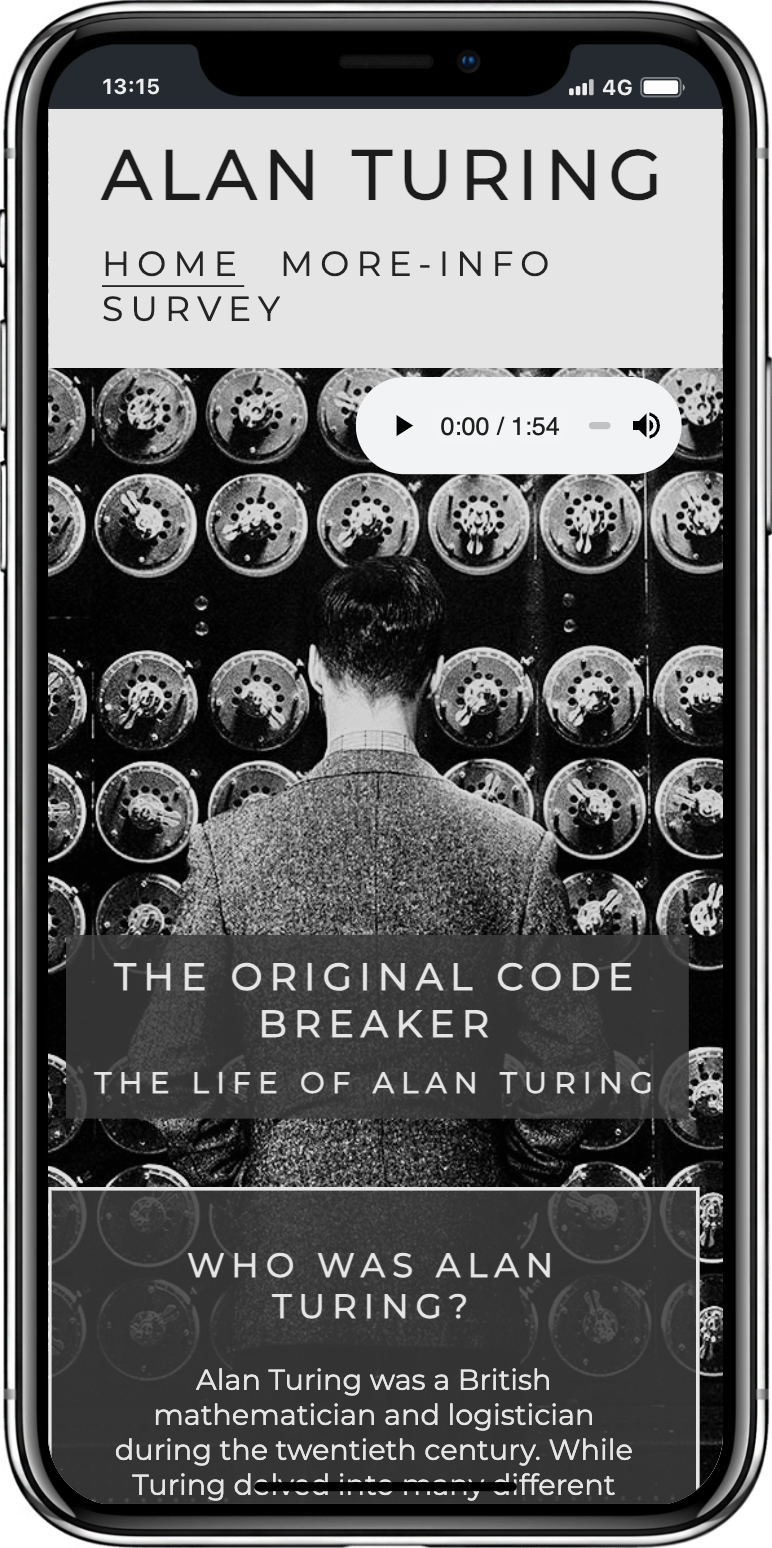 13:15 4G
ALAN TURING
HOME MORE-INFO
SURVEY
0:00 / 1:54
THE ORIGINAL CODE
BREAKER
THE LIFE OF ALAN TURING
WHO WAS ALAN
TURING?
Alan Turing was a British
mathematician and logistician
during the twentieth century. While
Turing delved into many different